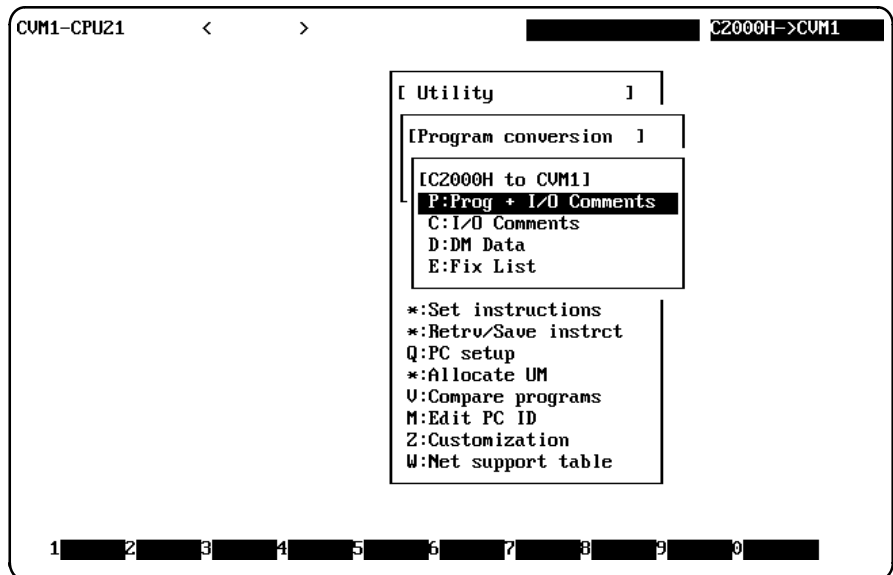 CVM1-CPU21 < > C2000H->CVM1
[ Utility ]
[Program conversion ]
[C2000H to CVM1]
P:Prog + I/O Comments
C:I/O Comments
D:DM Data
E:Fix List
*:Set instructions
*:Retrv/Save instrct
Q:PC setup
*:Allocate UM
V:Compare programs
M:Edit PC ID
Z:Customization
W:Net support table
1 2 3 4 5 6 7 8 9 0